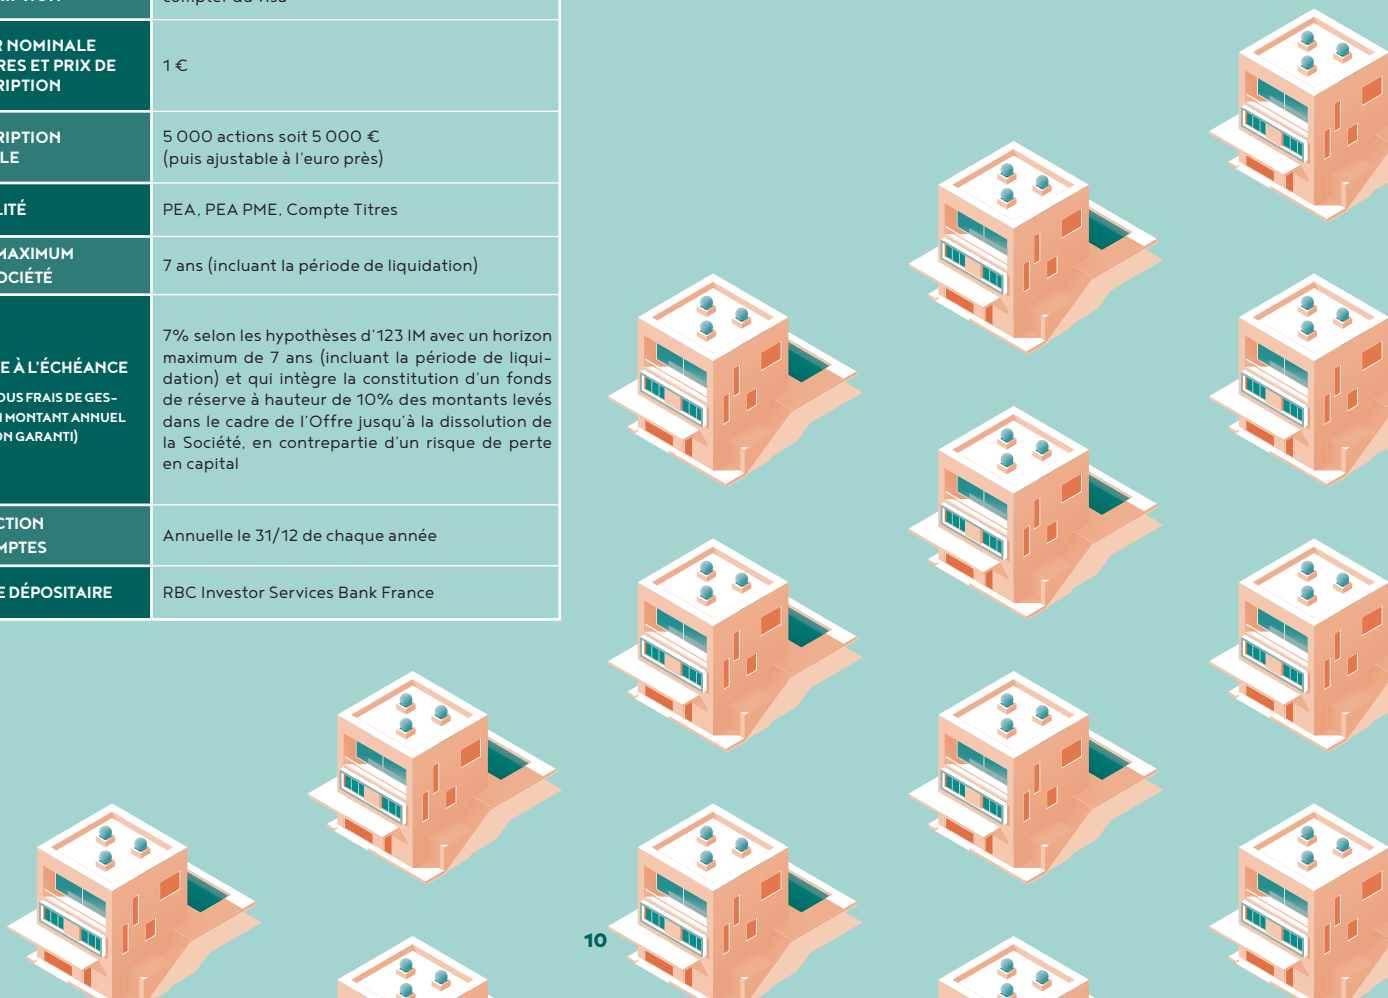 compter du visa
R NOMINALE
RES ET PRIX DE
RIPTION
1 €
RIPTION
LE
5 000 actions soit 5 000 €
(puis ajustable à l'euro près)
LITÉ
PEA, PEA PME, Compte Titres
MAXIMUM
OCIÉTÉ
7 ans (incluant la période de liquidation)
E À L'ÉCHÉANCE
OUS FRAIS DE GES-
N MONTANT ANNUEL
ON GARANTI)
7% selon les hypothèses d'123 IM avec un horizon
maximum de 7 ans (incluant la période de liqui-
dation) et qui intègre la constitution d'un fonds
de réserve à hauteur de 10% des montants levés
dans le cadre de l'Offre jusqu'à la dissolution de
la Société, en contrepartie d'un risque de perte
en capital
CTION
MPTES
Annuelle le 31/12 de chaque année
E DÉPOSITAIRE
RBC Investor Services Bank France
10